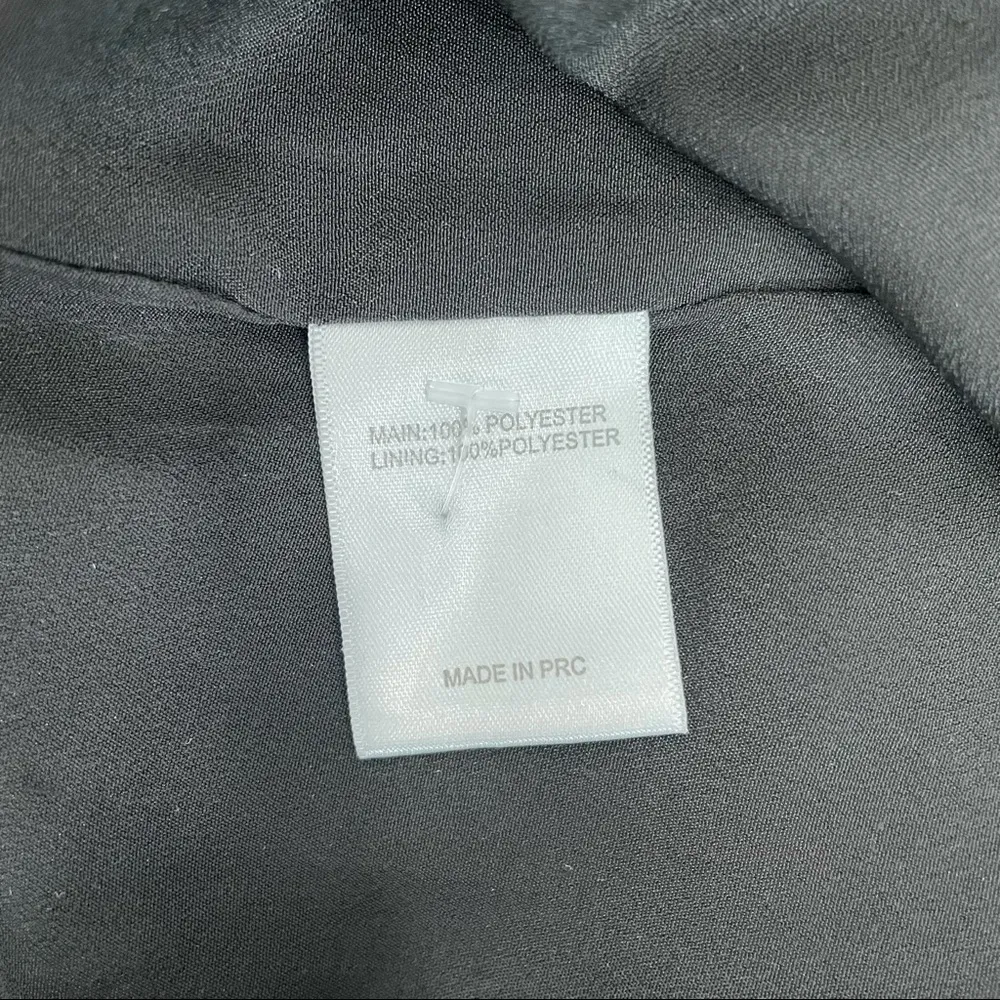 MAIN:100% POLYESTER
LINING:100%POLYESTER
MADE IN PRC